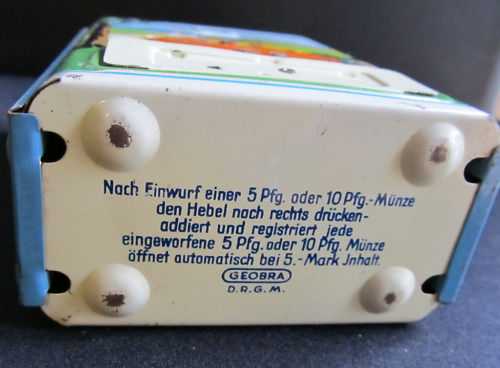 Nach Einwurf einer 5 Pfg. oder 10 Pfg.-Münze
den Hebel nach rechts drücken-
addiert und registriert jede
eingeworfene 5 Pfg. oder 10 Pfg. Münze
öffnet automatisch bei 5.-Mark Jnhalt.
GEOBRA
D.R.G.M.